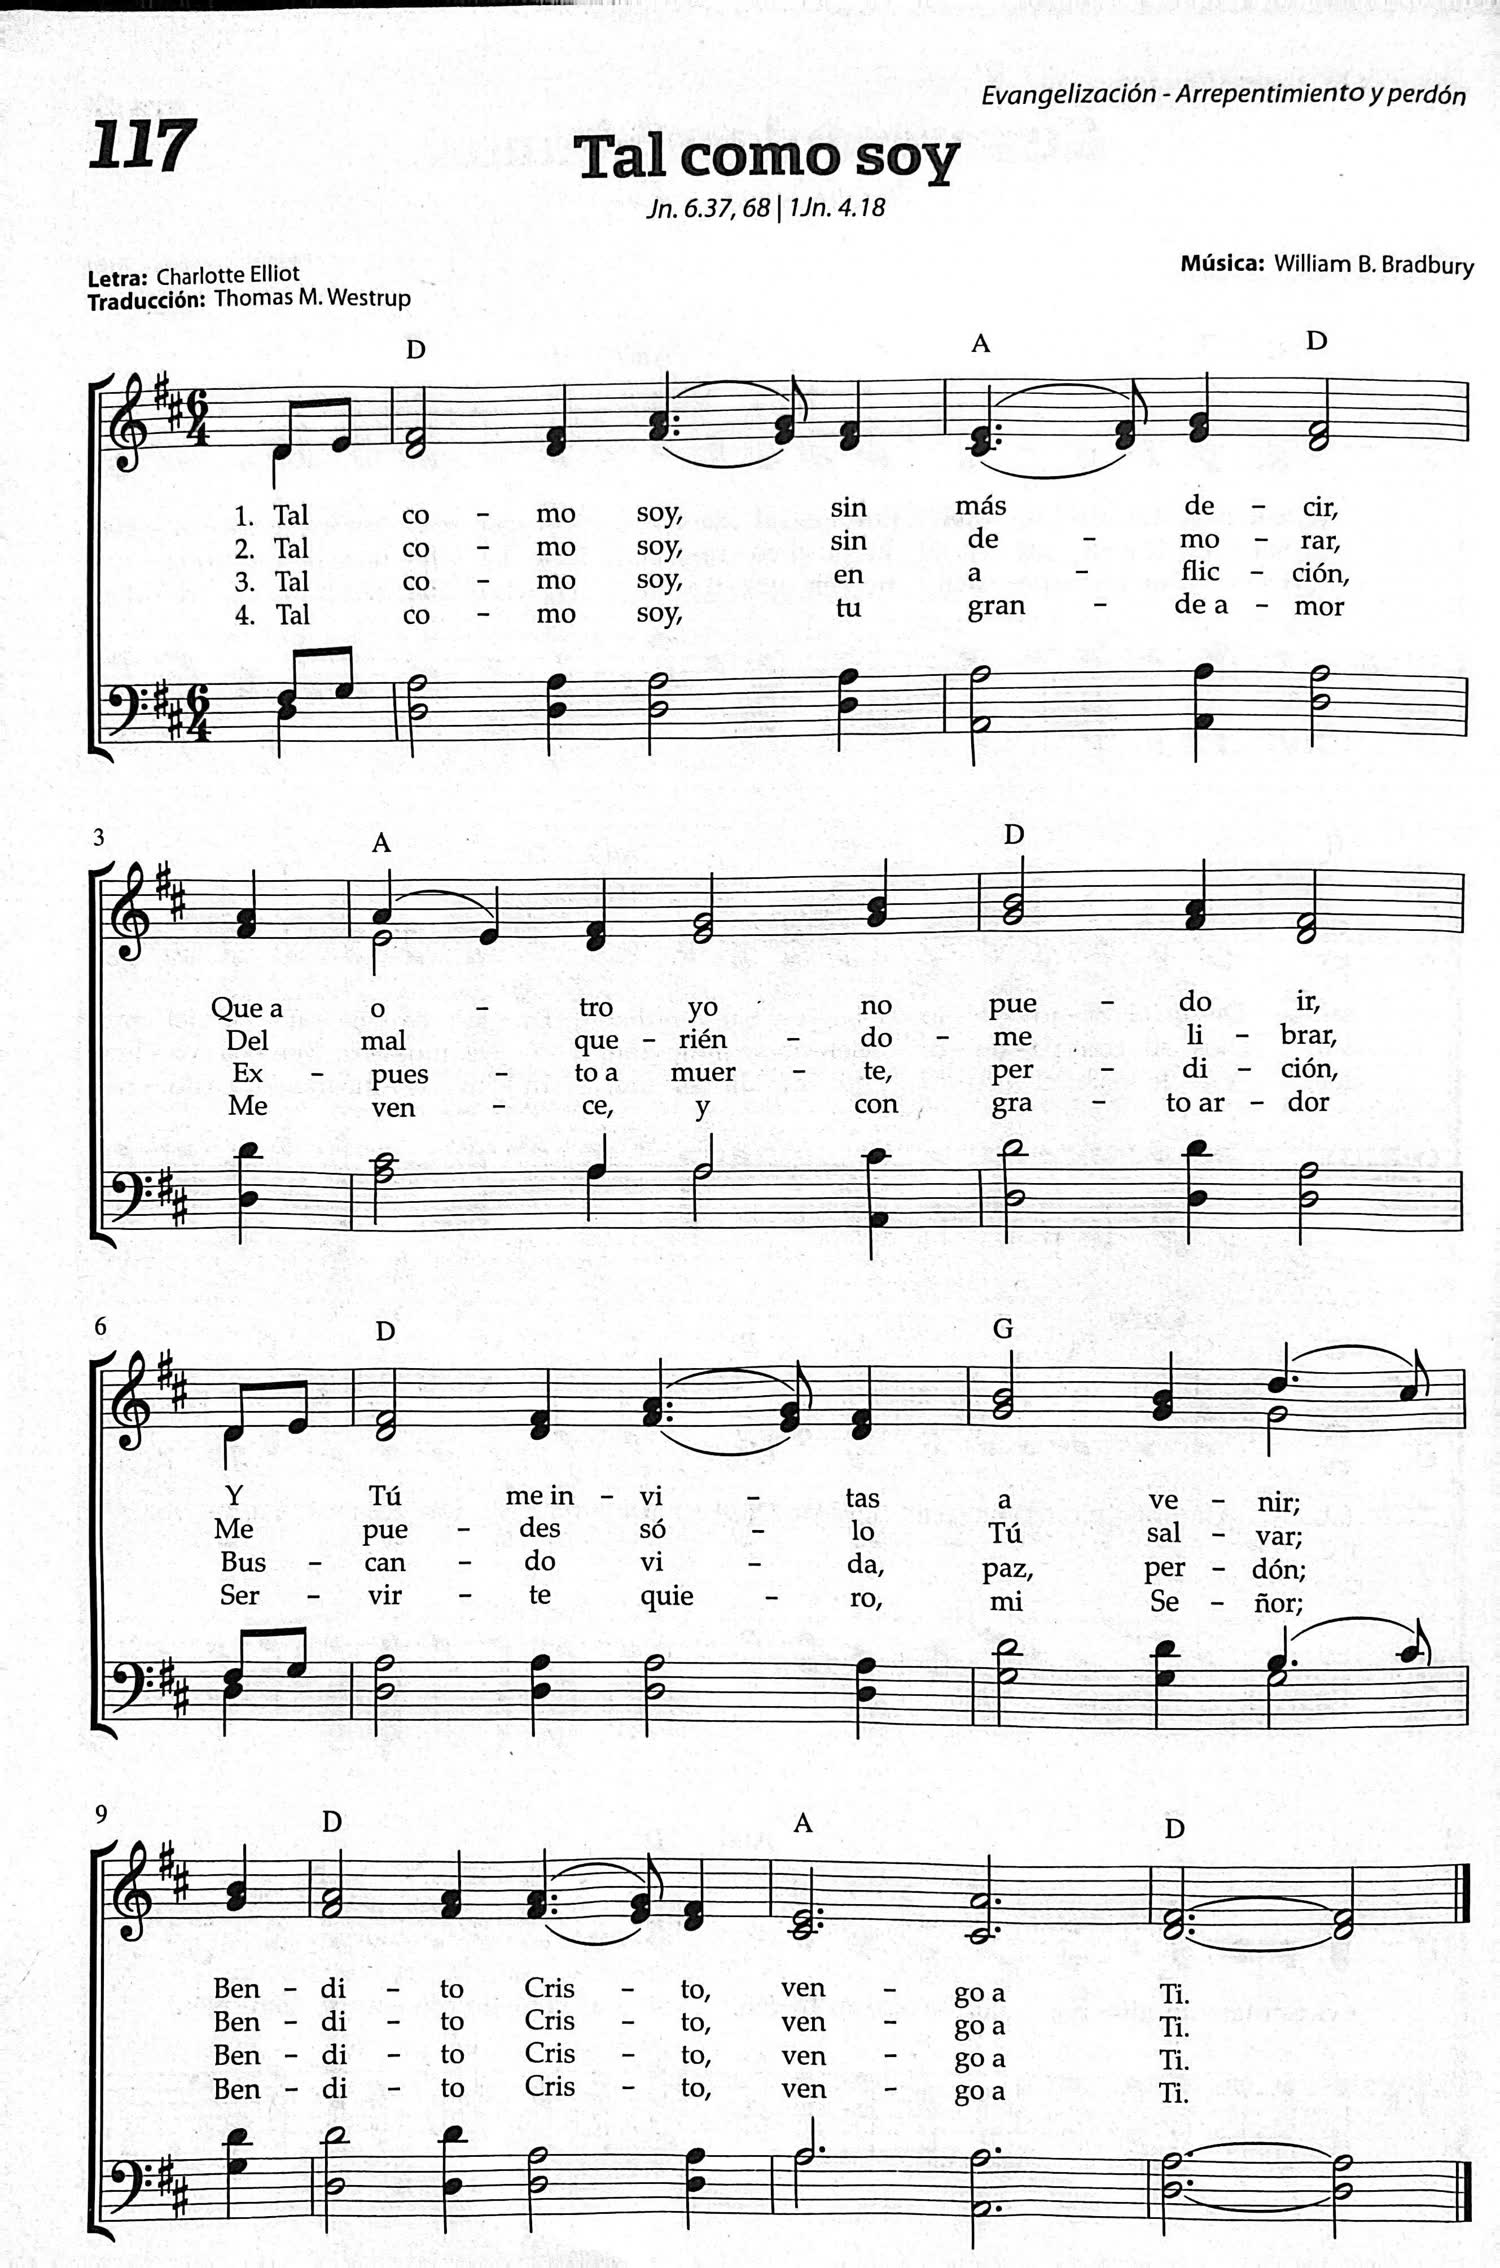 Evangelización - Arrepentimiento y perdón
117
Tal como soy
Jn. 6.37, 68 | 1Jn. 4.18
Letra: Charlotte Elliot
Música: William B. Bradbury
Traducción: Thomas M. Westrup
D A D
1. Tal co - mo soy, sin más de - cir,
2. Tal co - mo soy, sin de - mo - rar,
3. Tal co - mo soy, en a - flic - ción,
4. Tal co - mo soy, tu gran - de a - mor
3
A D
Que a o - tro yo no pue - do ir,
Del mal que - rién - do - me li - brar,
Ex - pues - to a muer - te, per - di - ción,
Me ven - ce, y con gra - to ar - dor
6
D G
Y Tú me in - vi - tas a ve - nir;
Me pue - des só - lo Tú sal - var;
Bus - can - do vi - da, paz, per - dón;
Ser - vir - te quie - ro, mi Se - ñor;
9
D A D
Ben - di - to Cris - to, ven - go a Ti.
Ben - di - to Cris - to, ven - go a Ti.
Ben - di - to Cris - to, ven - go a Ti.
Ben - di - to Cris - to, ven - go a Ti.